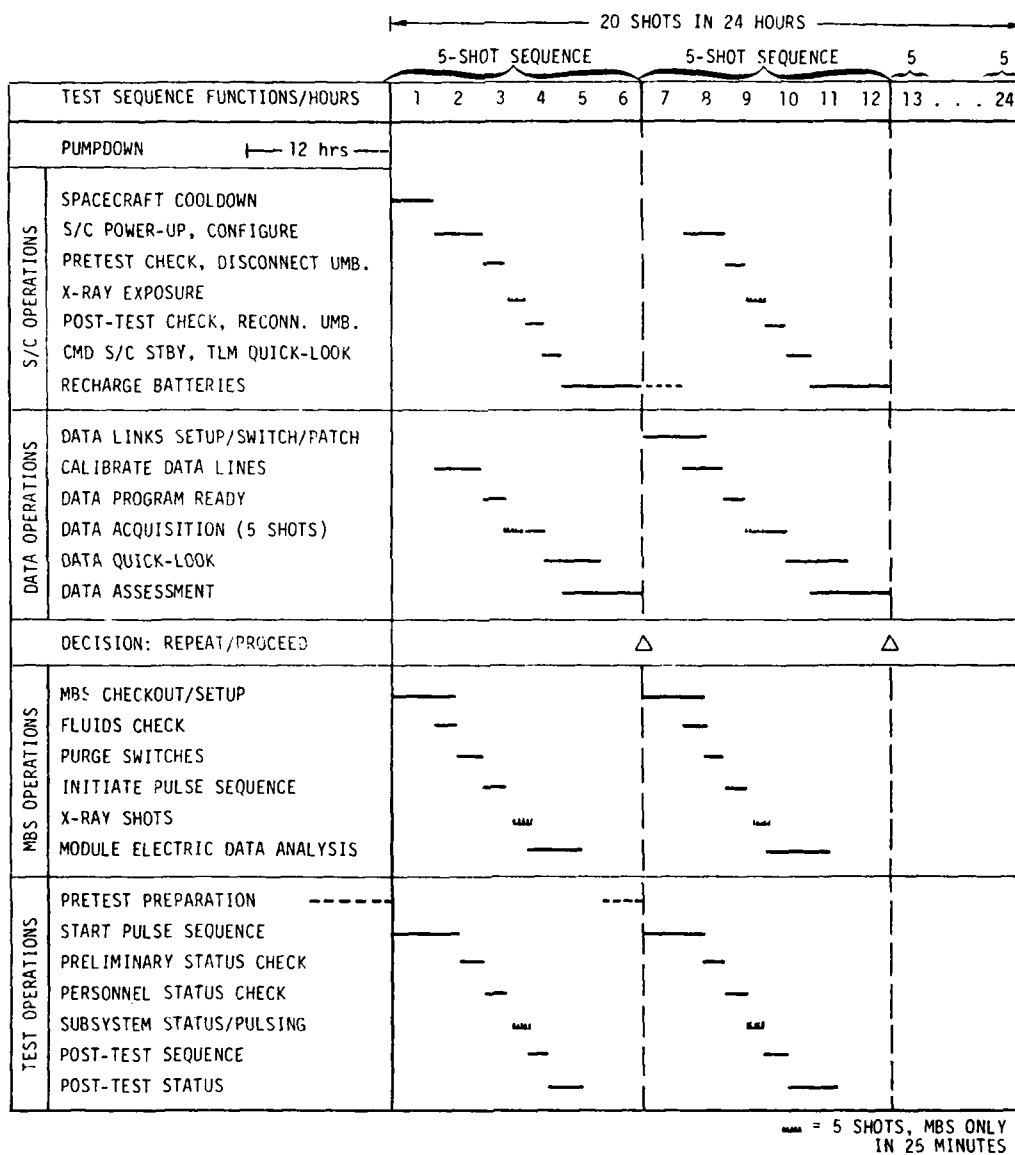 20 SHOTS IN 24 HOURS
5-SHOT SEQUENCE 5-SHOT SEQUENCE 5 5
TEST SEQUENCE FUNCTIONS/HOURS 1 2 3 4 5 6 7 8 9 10 11 12 13 . . . 24
PUMPDOWN 12 hrs
S/C OPERATIONS
SPACECRAFT COOLDOWN
S/C POWER-UP, CONFIGURE
PRETEST CHECK, DISCONNECT UMB.
X-RAY EXPOSURE
POST-TEST CHECK, RECONN. UMB.
CMD S/C STBY, TLM QUICK-LOOK
RECHARGE BATTERIES
DATA OPERATIONS
DATA LINKS SETUP/SWITCH/PATCH
CALIBRATE DATA LINES
DATA PROGRAM READY
DATA ACQUISITION (5 SHOTS)
DATA QUICK-LOOK
DATA ASSESSMENT
DECISION: REPEAT/PROCEED
MBS OPERATIONS
MBS CHECKOUT/SETUP
FLUIDS CHECK
PURGE SWITCHES
INITIATE PULSE SEQUENCE
X-RAY SHOTS
MODULE ELECTRIC DATA ANALYSIS
TEST OPERATIONS
PRETEST PREPARATION
START PULSE SEQUENCE
PRELIMINARY STATUS CHECK
PERSONNEL STATUS CHECK
SUBSYSTEM STATUS/PULSING
POST-TEST SEQUENCE
POST-TEST STATUS
= 5 SHOTS, MBS ONLY
IN 25 MINUTES